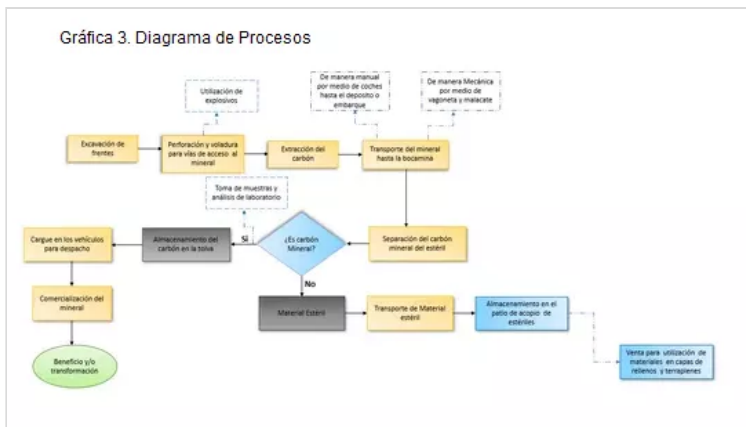 Gráfica 3. Diagrama de Procesos
De manera manual
por medio de coches
hasta el deposito o
embarque
De manera Mecánica
por medio de
vagoneta y malacate
Utilización de
explosivos
Excavación de
frentes
Perforación y voladura
para vías de acceso al
mineral
Extracción del
carbón
Transporte del mineral
hasta la bocamina
Toma de muestras y
análisis de laboratorio
Cargue en los vehículos
para despacho
Almacenamiento del
carbón en la tolva
Si
¿Es carbón
Mineral?
Separación del carbón
mineral del estéril
No
Comercialización del
mineral
Material Estéril
Transporte de Material
estéril
Almacenamiento en el
patio de acopio de
estériles
Beneficio y/o
transformación
Venta para utilización de
materiales en capas de
rellenos y terraplenes